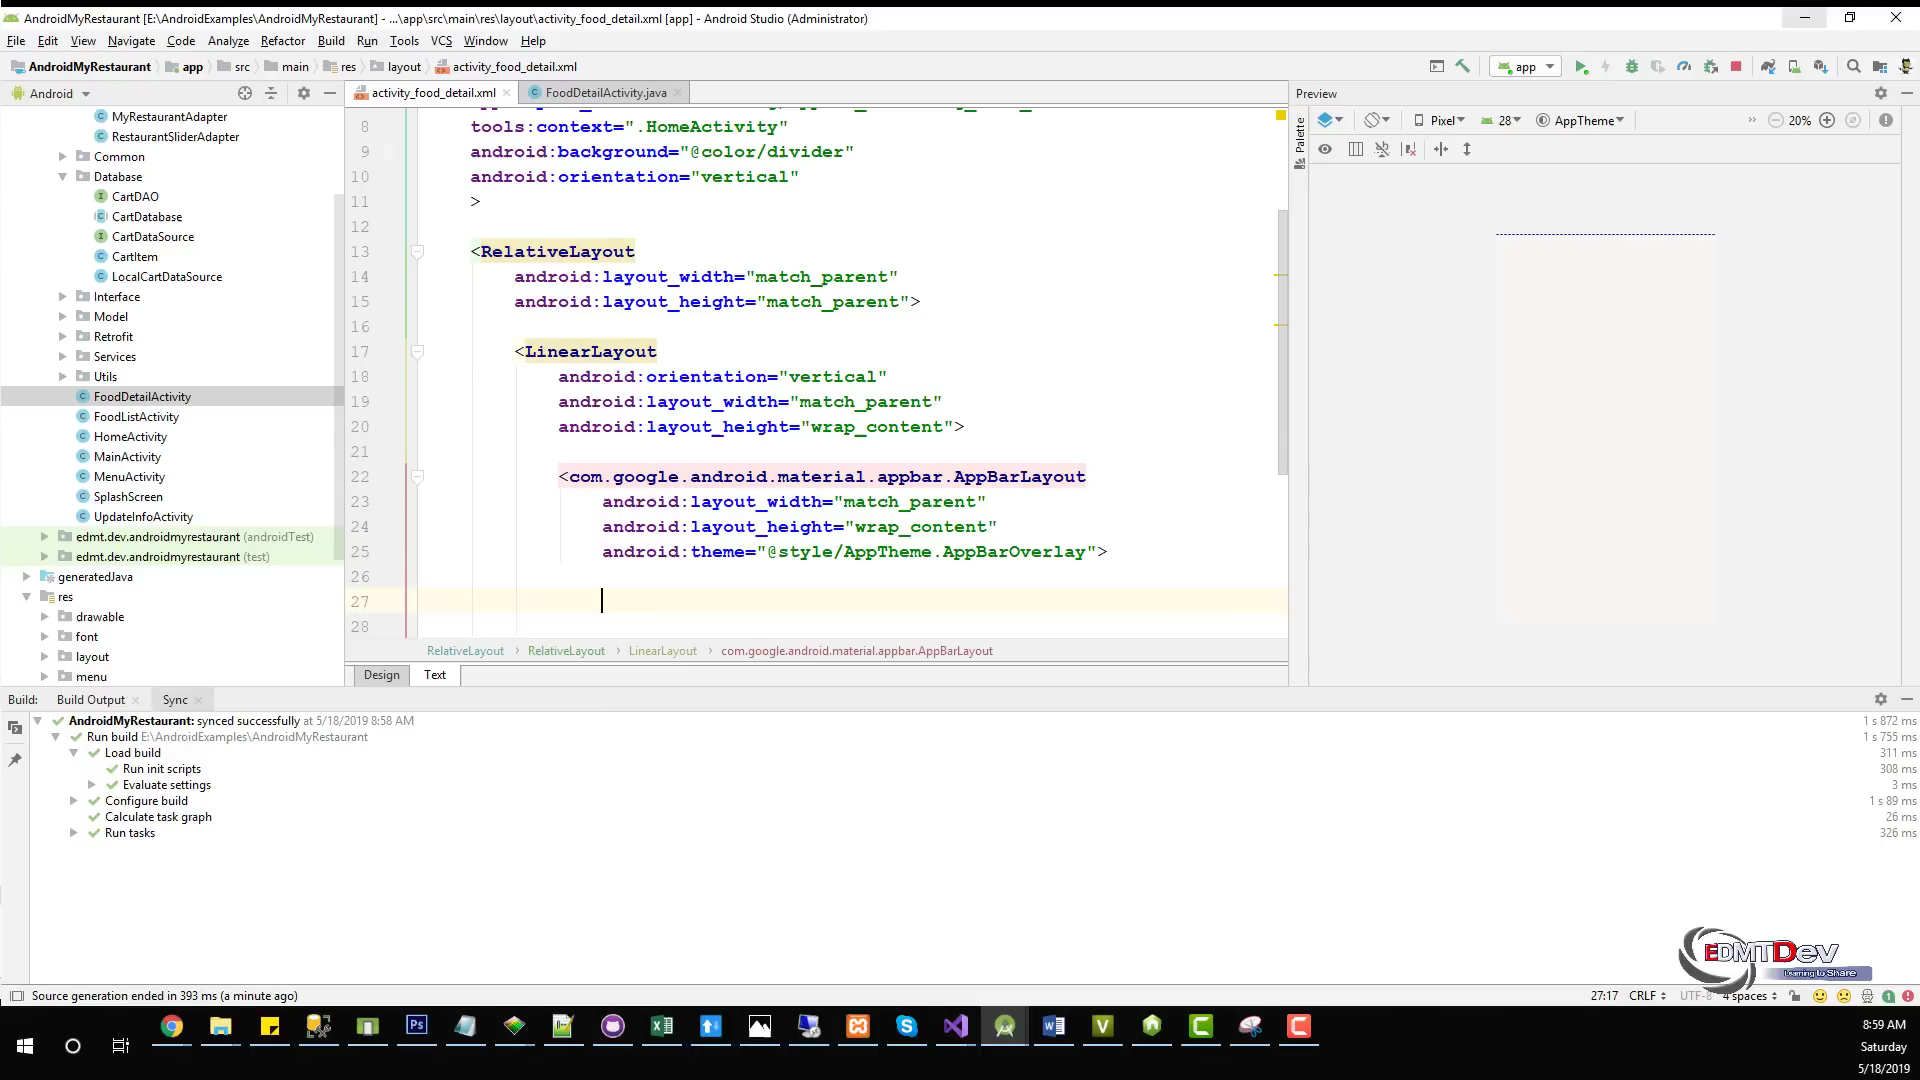 AndroidMyRestaurant [E:\AndroidExamples\AndroidMyRestaurant] - ...\app\src\main\res\layout\activity_food_detail.xml [app] - Android Studio (Administrator)
File Edit View Navigate Code Analyze Refactor Build Run Tools VCS Window Help
AndroidMyRestaurant app src main res layout activity_food_detail.xml app
Android activity_food_detail.xml FoodDetailActivity.java Preview
MyRestaurantAdapter
RestaurantSliderAdapter
Common
Database
CartDAO
CartDatabase
CartDataSource
CartItem
LocalCartDataSource
Interface
Model
Retrofit
Services
Utils
FoodDetailActivity
FoodListActivity
HomeActivity
MainActivity
MenuActivity
SplashScreen
UpdateInfoActivity
edmt.dev.androidmyrestaurant (androidTest)
edmt.dev.androidmyrestaurant (test)
generatedJava
res
drawable
font
layout
menu
8 tools:context=".HomeActivity"
9 android:background="@color/divider"
10 android:orientation="vertical"
11 >
12
13 <RelativeLayout
14 android:layout_width="match_parent"
15 android:layout_height="match_parent">
16
17 <LinearLayout
18 android:orientation="vertical"
19 android:layout_width="match_parent"
20 android:layout_height="wrap_content">
21
22 <com.google.android.material.appbar.AppBarLayout
23 android:layout_width="match_parent"
24 android:layout_height="wrap_content"
25 android:theme="@style/AppTheme.AppBarOverlay">
26
27
28
RelativeLayout › RelativeLayout › LinearLayout › com.google.android.material.appbar.AppBarLayout
Design Text
Palette
Pixel 28 AppTheme » 20%
Build: Build Output Sync
AndroidMyRestaurant: synced successfully at 5/18/2019 8:58 AM 1 s 872 ms
Run build E:\AndroidExamples\AndroidMyRestaurant 1 s 755 ms
Load build 311 ms
Run init scripts 308 ms
Evaluate settings 3 ms
Configure build 1 s 89 ms
Calculate task graph 26 ms
Run tasks 326 ms
EDMTDev
Learning to Share
Source generation ended in 393 ms (a minute ago) 27:17 CRLF UTF-8 4 spaces 1
8:59 AM
Saturday
5/18/2019